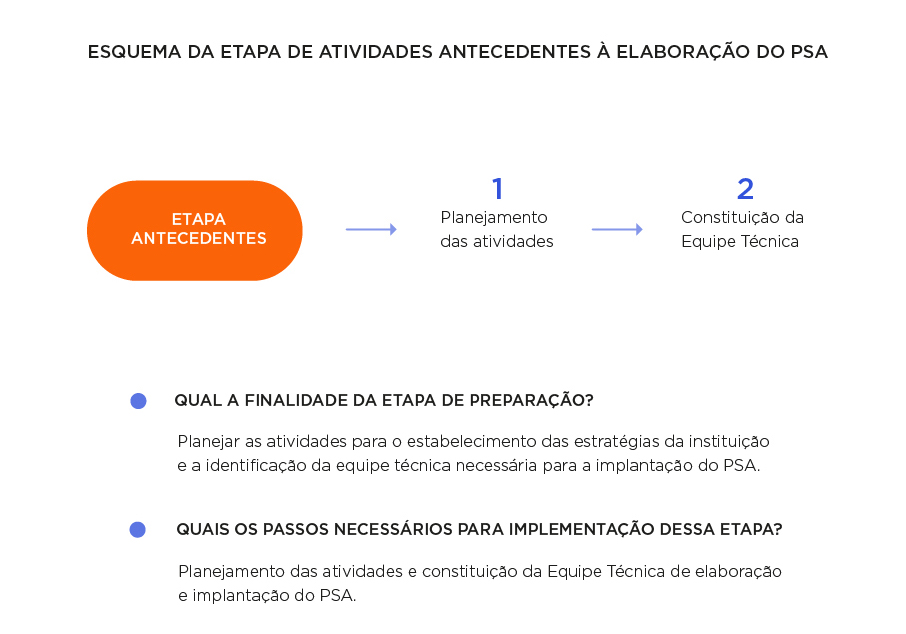 ESQUEMA DA ETAPA DE ATIVIDADES ANTECEDENTES À ELABORAÇÃO DO PSA
ETAPA
ANTECEDENTES
1
Planejamento
das atividades
2
Constituição da
Equipe Técnica
QUAL A FINALIDADE DA ETAPA DE PREPARAÇÃO?
Planejar as atividades para o estabelecimento das estratégias da instituição
e a identificação da equipe técnica necessária para a implantação do PSA.
QUAIS OS PASSOS NECESSÁRIOS PARA IMPLEMENTAÇÃO DESSA ETAPA?
Planejamento das atividades e constituição da Equipe Técnica de elaboração
e implantação do PSA.